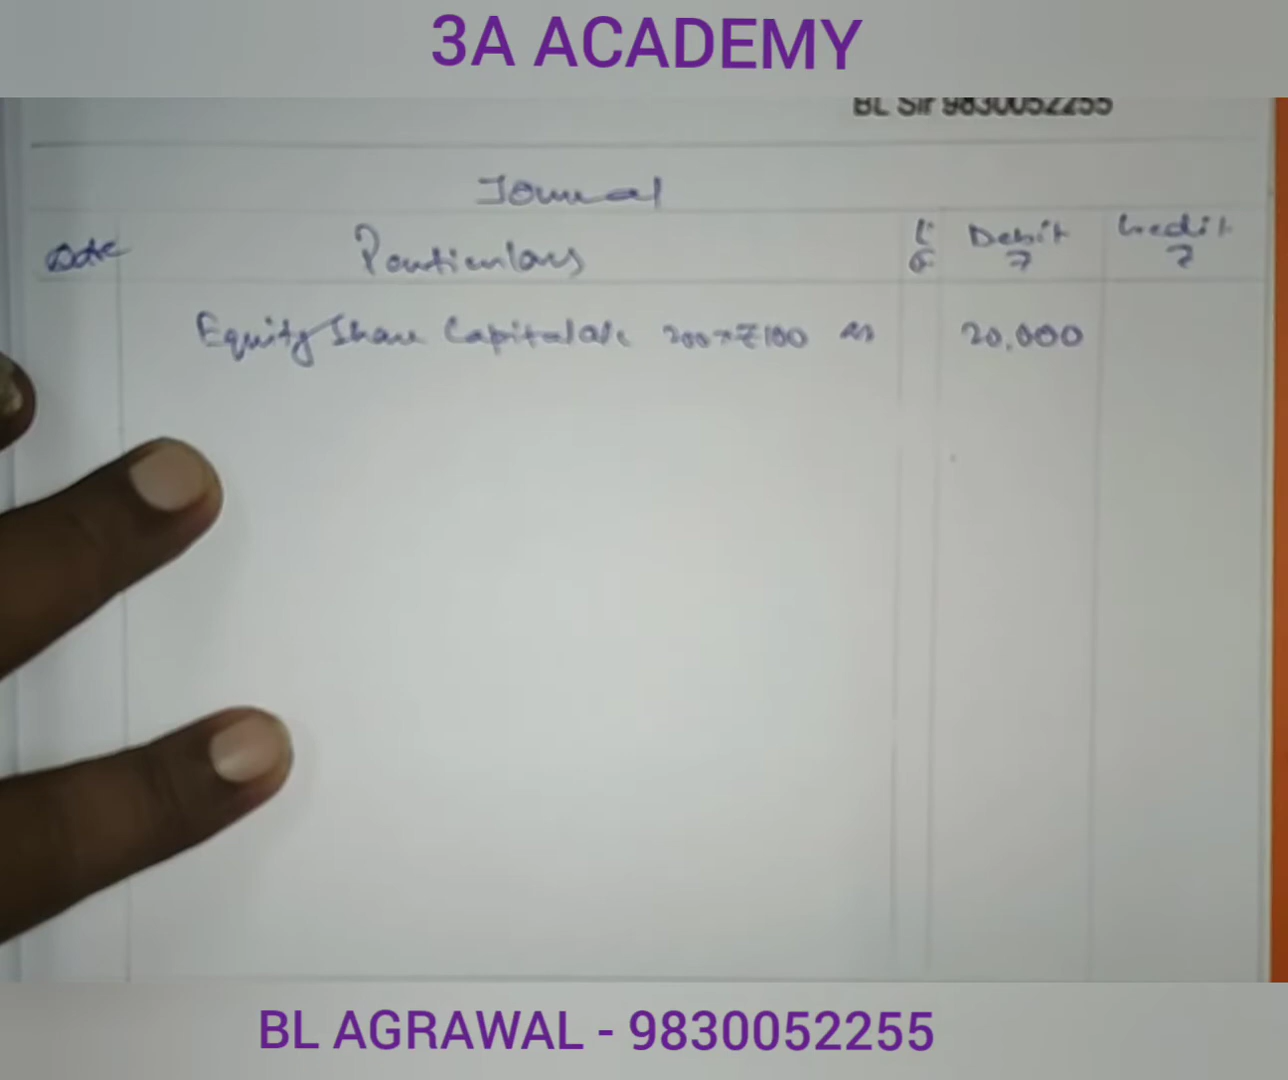 3A ACADEMY
BL Sir 9830052255
Journal
Date Particulars L.F. Debit ₹ Credit ₹
Equity Share Capital A/c 200 × ₹100 Dr 20,000
BL AGRAWAL - 9830052255